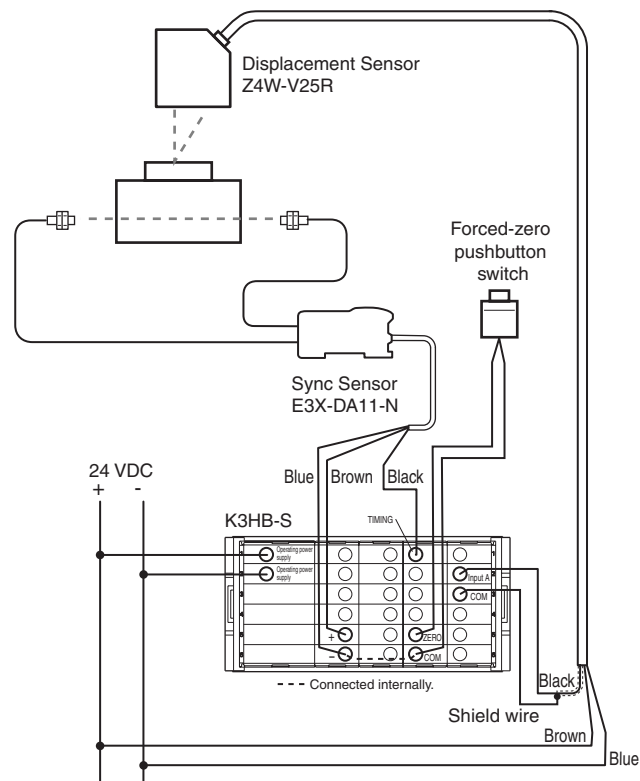 Displacement Sensor
Z4W-V25R
Forced-zero
pushbutton
switch
Sync Sensor
E3X-DA11-N
24 VDC
+ -
Blue Brown Black
K3HB-S
TIMING
Operating power
supply
Operating power
supply
Input A
COM
+
ZERO
−
COM
- - - Connected internally.
Black
Shield wire
Brown
Blue